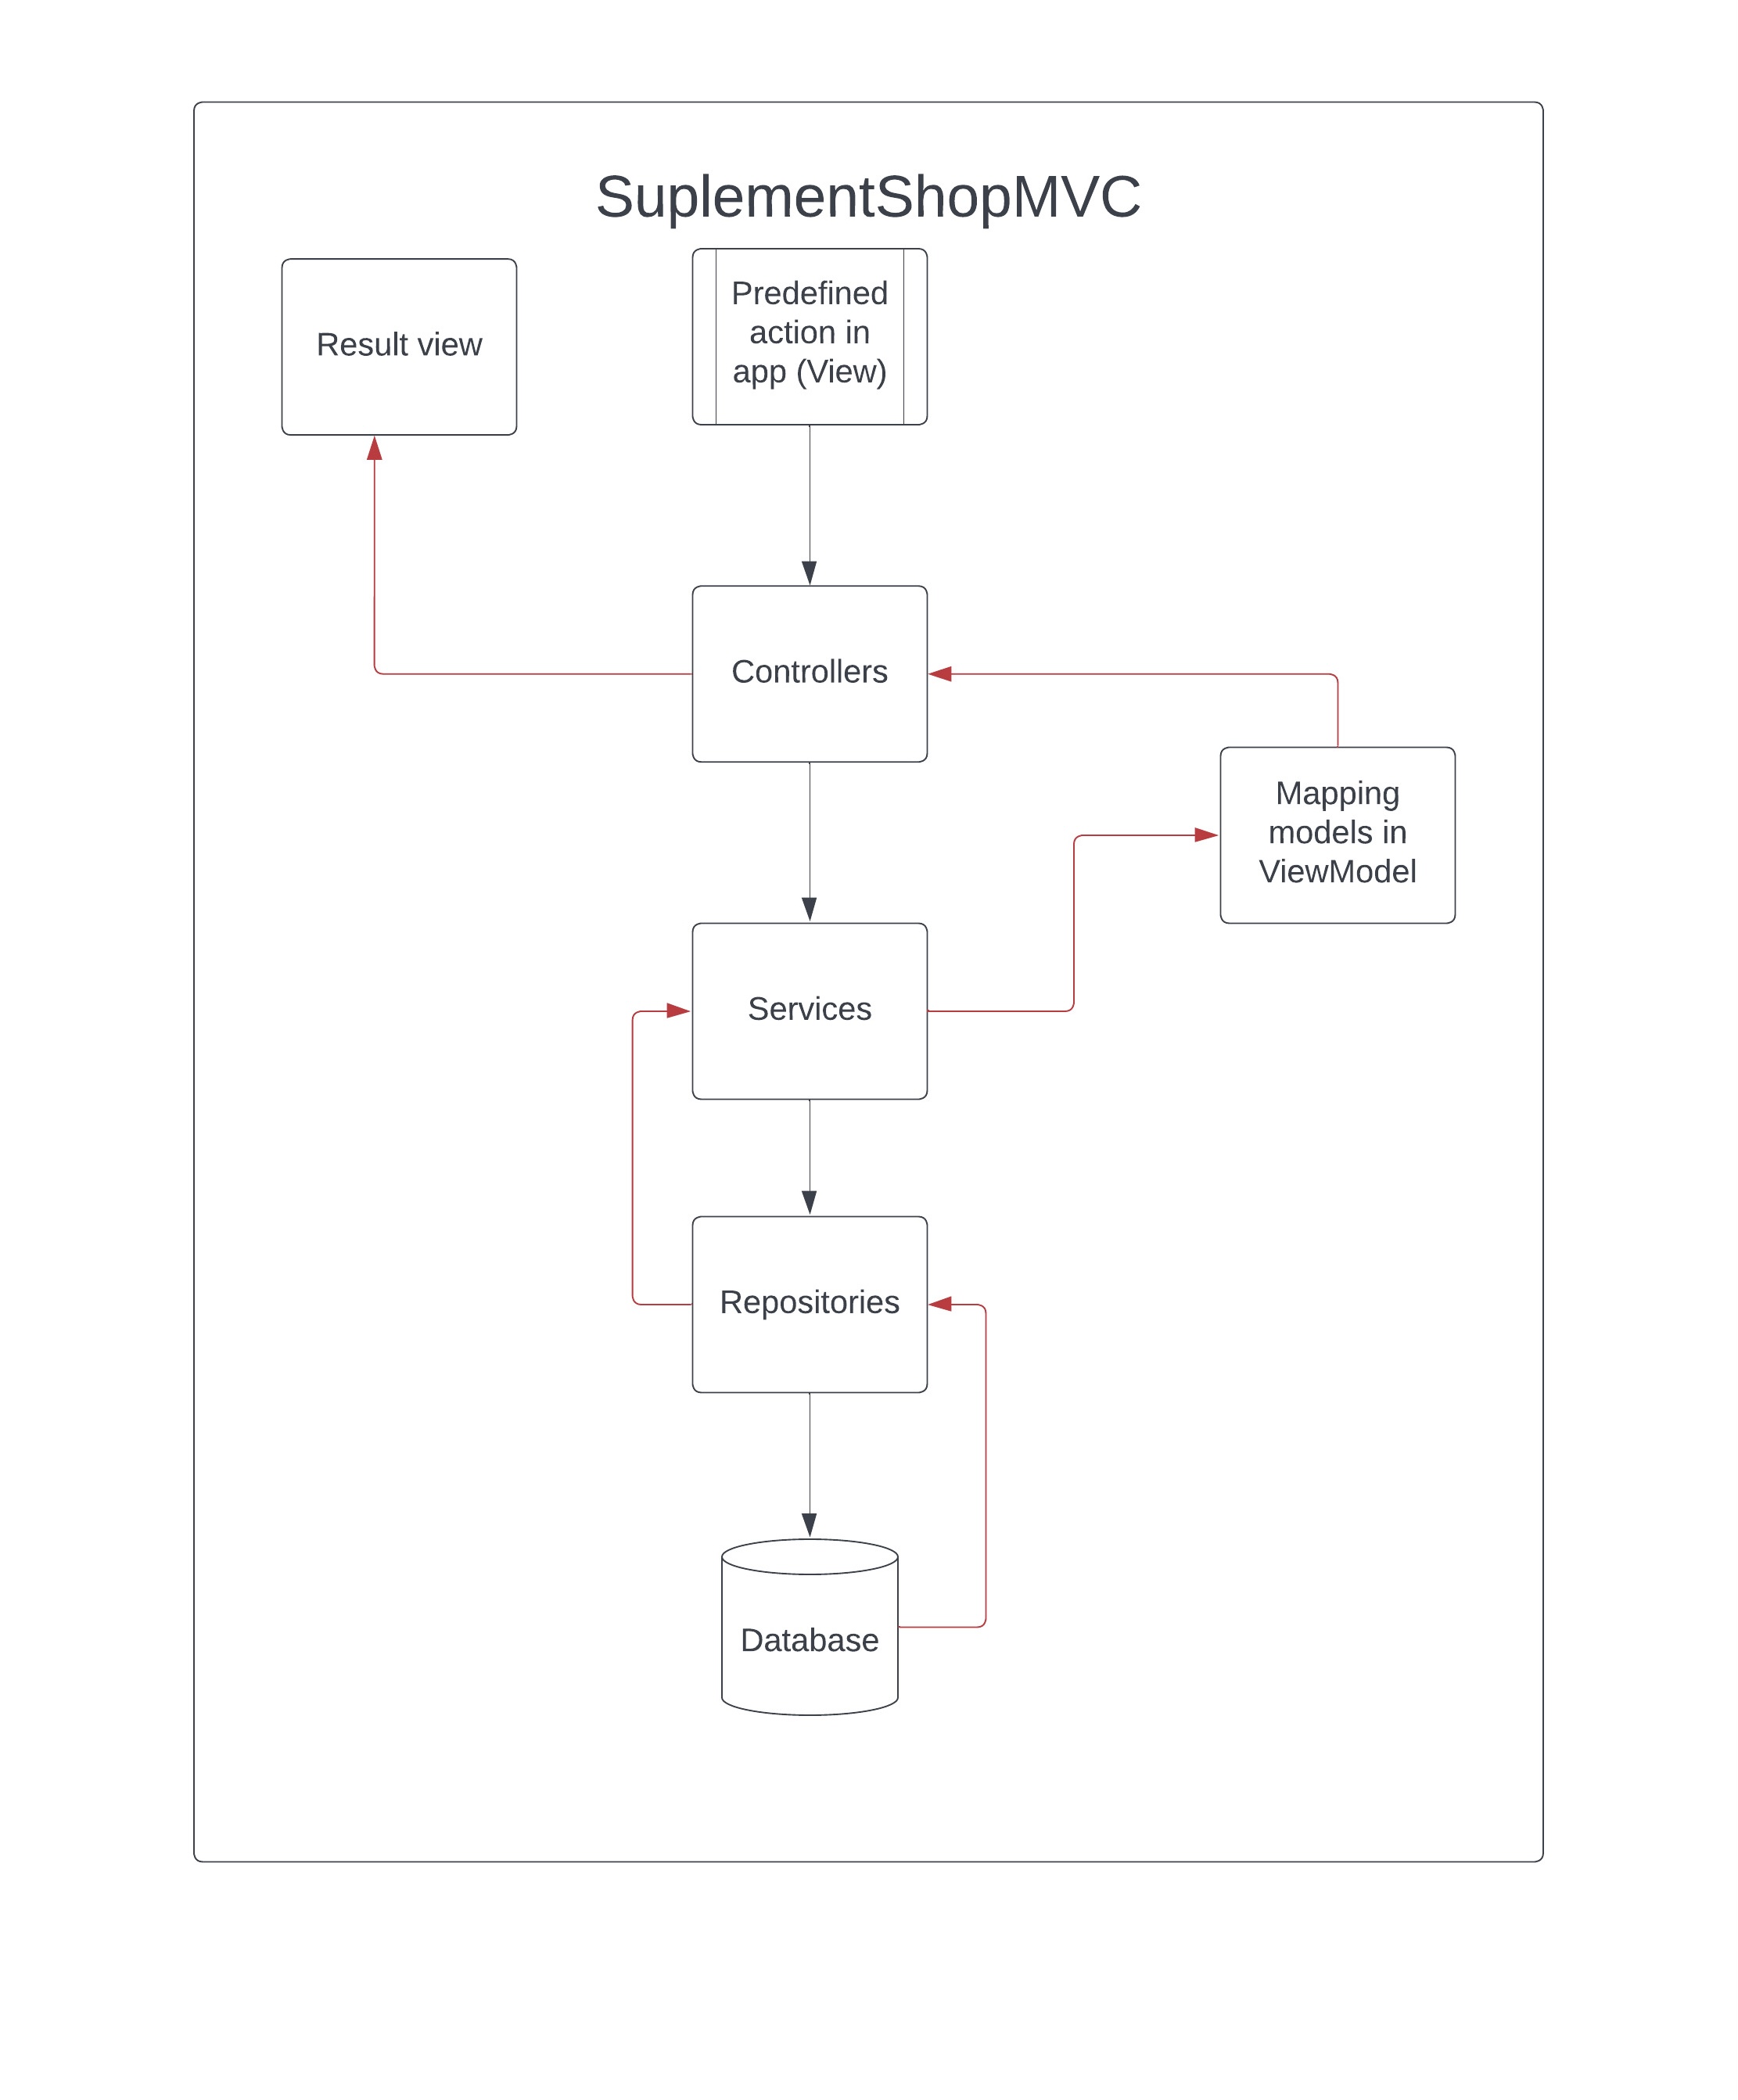 SuplementShopMVC
Result view
Predefined
action in
app (View)
Controllers
Mapping
models in
ViewModel
Services
Repositories
Database